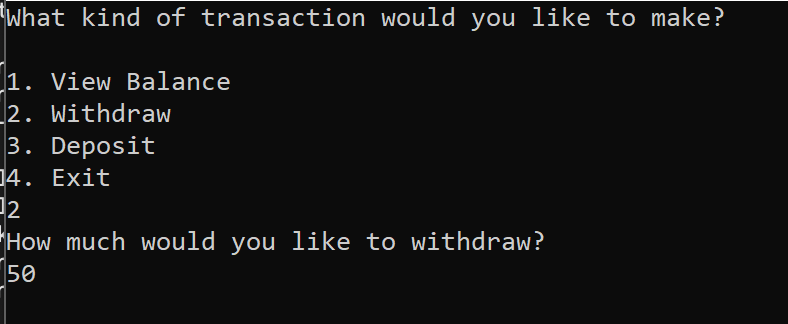 What kind of transaction would you like to make?
1. View Balance
2. Withdraw
3. Deposit
4. Exit
2
How much would you like to withdraw?
50